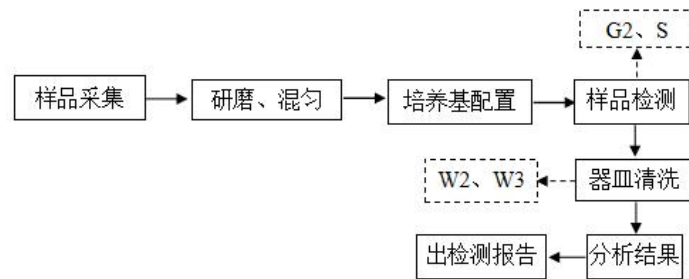 G2、S
样品采集
研磨、混匀
培养基配置
样品检测
W2、W3
器皿清洗
出检测报告
分析结果